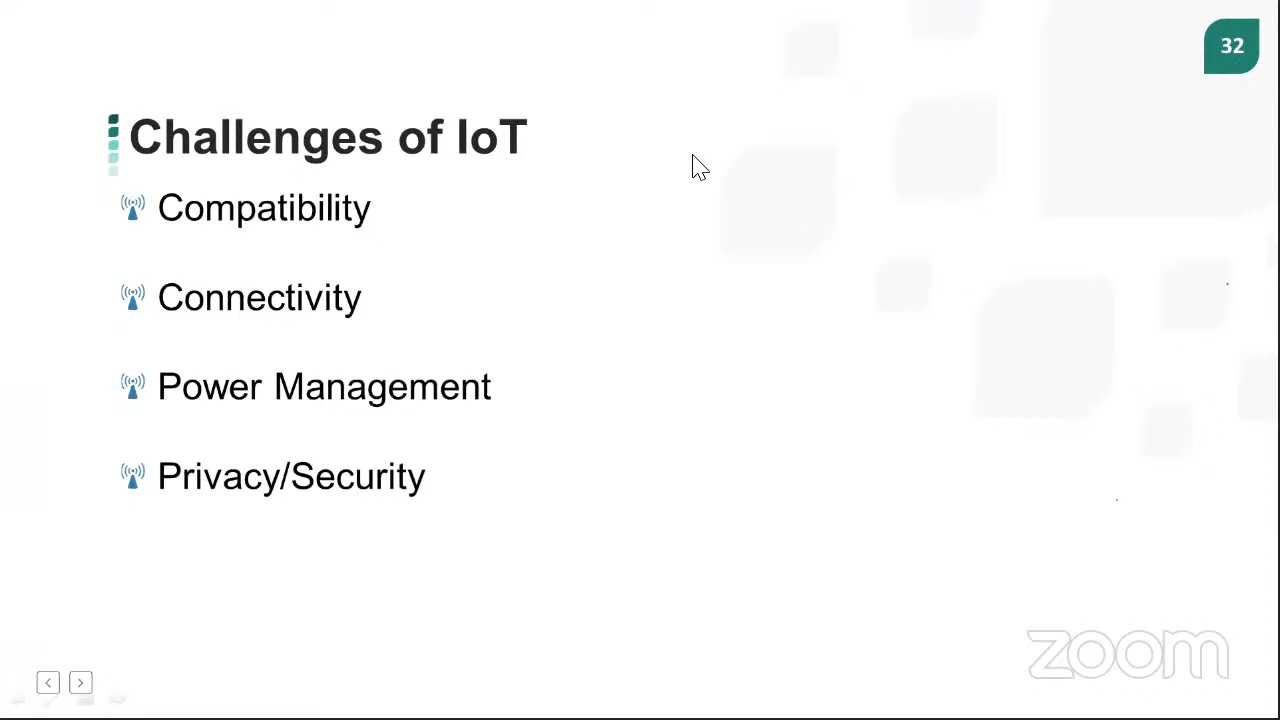 32
Challenges of IoT
Compatibility
Connectivity
Power Management
Privacy/Security
zoom